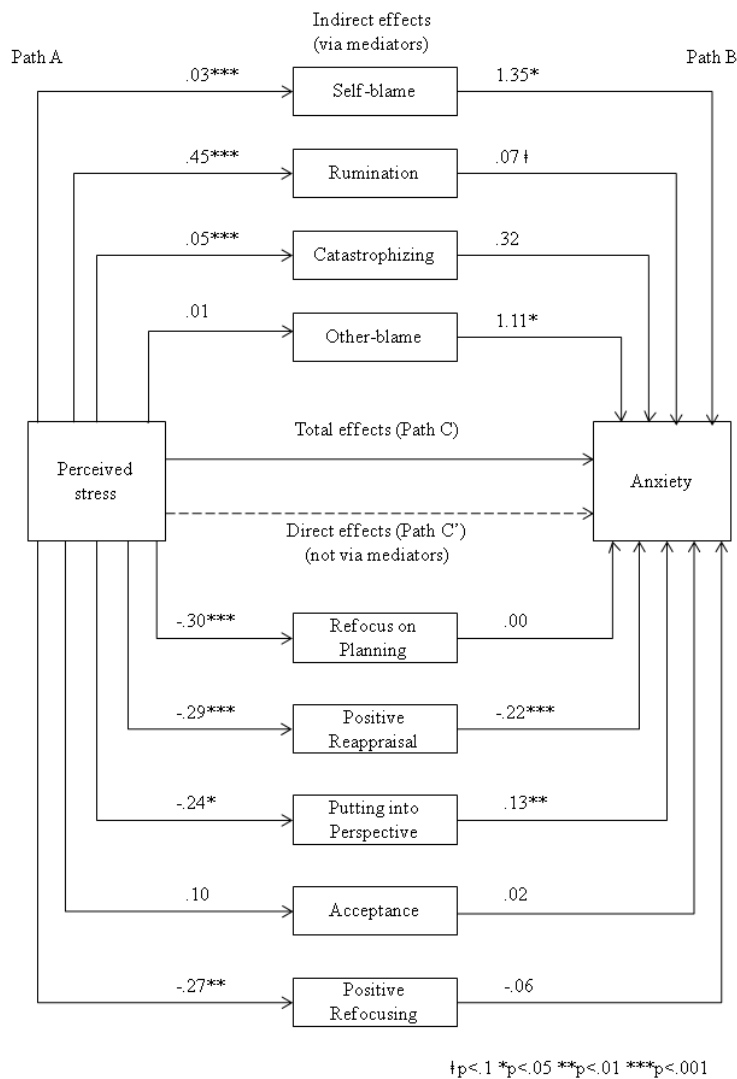 Indirect effects
(via mediators)
Path A
Path B
.03***
Self-blame
1.35*
.45***
Rumination
.07ƚ
.05***
Catastrophizing
.32
.01
Other-blame
1.11*
Total effects (Path C)
Perceived
stress
Anxiety
Direct effects (Path C’)
(not via mediators)
-.30***
Refocus on
Planning
.00
-.29***
Positive
Reappraisal
-.22***
-.24*
Putting into
Perspective
.13**
.10
Acceptance
.02
-.27**
Positive
Refocusing
-.06
ƚp<.1 *p<.05 **p<.01 ***p<.001